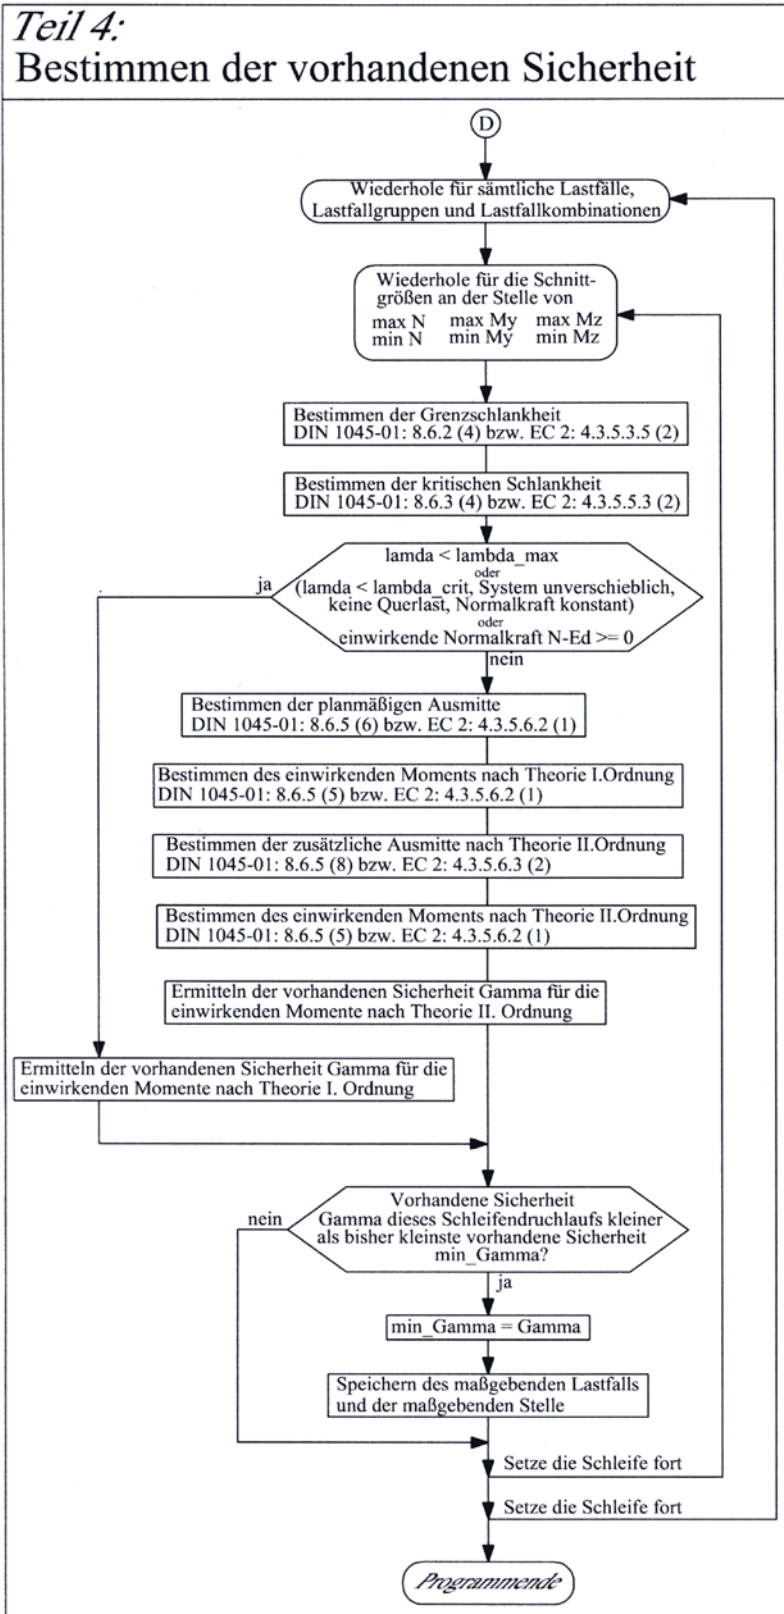 Teil 4:
Bestimmen der vorhandenen Sicherheit
D
Wiederhole für sämtliche Lastfälle,
Lastfallgruppen und Lastfallkombinationen
Wiederhole für die Schnitt-
größen an der Stelle von
max N max My max Mz
min N min My min Mz
Bestimmen der Grenzschlankheit
DIN 1045-01: 8.6.2 (4) bzw. EC 2: 4.3.5.3.5 (2)
Bestimmen der kritischen Schlankheit
DIN 1045-01: 8.6.3 (4) bzw. EC 2: 4.3.5.5.3 (2)
lamda < lambda_max
oder
(lamda < lambda_crit, System unverschieblich,
keine Querlast, Normalkraft konstant)
oder
einwirkende Normalkraft N-Ed >= 0
ja
nein
Bestimmen der planmäßigen Ausmitte
DIN 1045-01: 8.6.5 (6) bzw. EC 2: 4.3.5.6.2 (1)
Bestimmen des einwirkenden Moments nach Theorie I.Ordnung
DIN 1045-01: 8.6.5 (5) bzw. EC 2: 4.3.5.6.2 (1)
Bestimmen der zusätzliche Ausmitte nach Theorie II.Ordnung
DIN 1045-01: 8.6.5 (8) bzw. EC 2: 4.3.5.6.3 (2)
Bestimmen des einwirkenden Moments nach Theorie II.Ordnung
DIN 1045-01: 8.6.5 (5) bzw. EC 2: 4.3.5.6.2 (1)
Ermitteln der vorhandenen Sicherheit Gamma für die
einwirkenden Momente nach Theorie II. Ordnung
Ermitteln der vorhandenen Sicherheit Gamma für die
einwirkenden Momente nach Theorie I. Ordnung
Vorhandene Sicherheit
Gamma dieses Schleifendruchlaufs kleiner
als bisher kleinste vorhandene Sicherheit
min_Gamma?
nein
ja
min_Gamma = Gamma
Speichern des maßgebenden Lastfalls
und der maßgebenden Stelle
Setze die Schleife fort
Setze die Schleife fort
Programmende